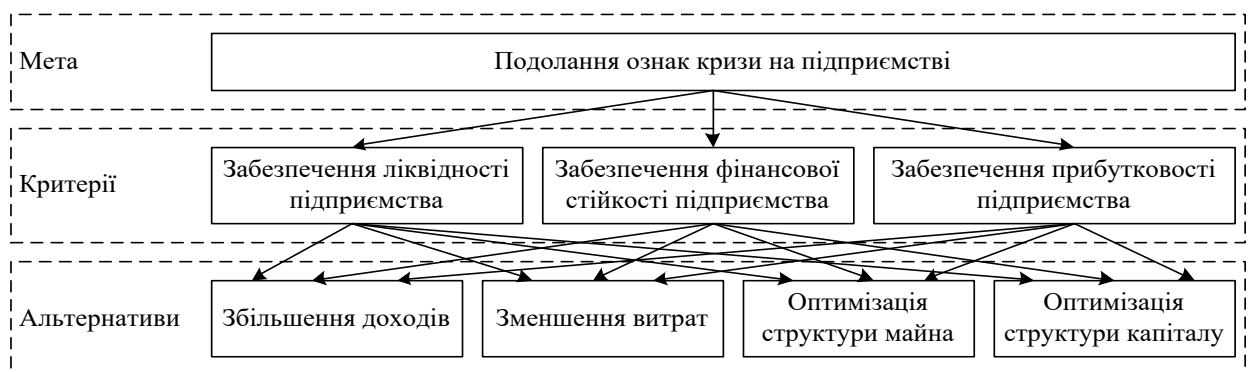 Мета
Подолання ознак кризи на підприємстві
Критерії
Забезпечення ліквідності
підприємства
Забезпечення фінансової
стійкості підприємства
Забезпечення прибутковості
підприємства
Альтернативи
Збільшення доходів
Зменшення витрат
Оптимізація
структури майна
Оптимізація
структури капіталу